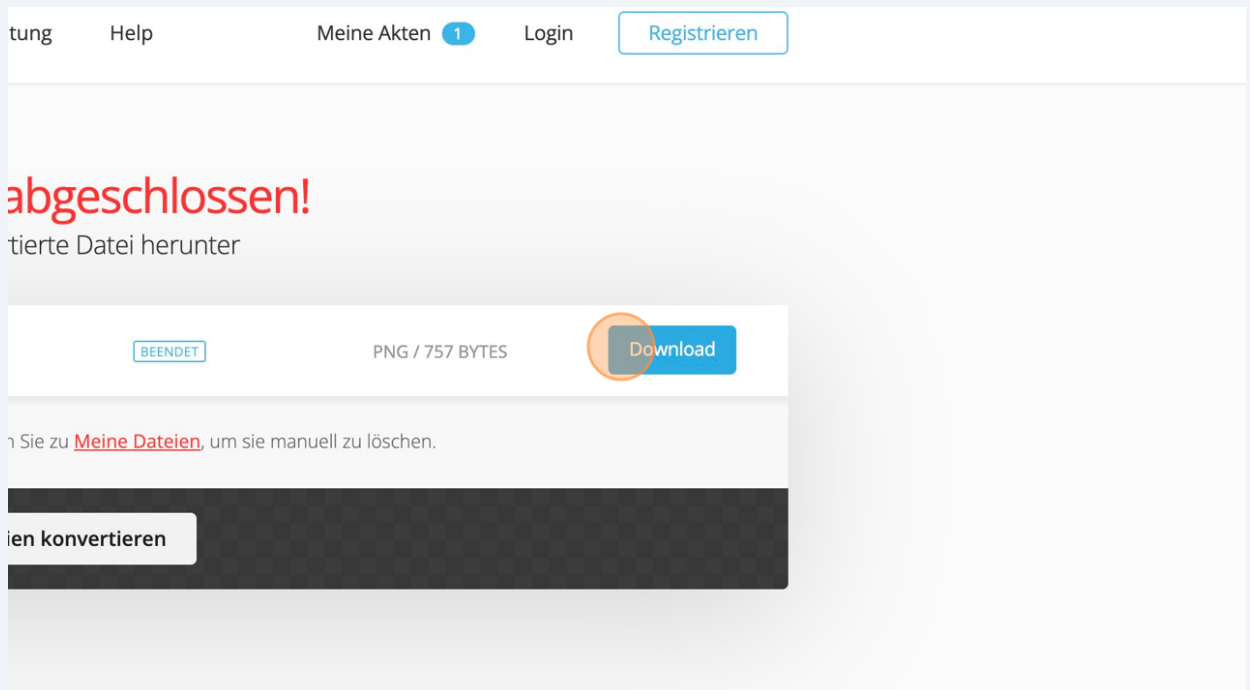 tung Help Meine Akten 1 Login Registrieren
abgeschlossen!
tierte Datei herunter
BEENDET PNG / 757 BYTES Download
n Sie zu Meine Dateien, um sie manuell zu löschen.
ien konvertieren